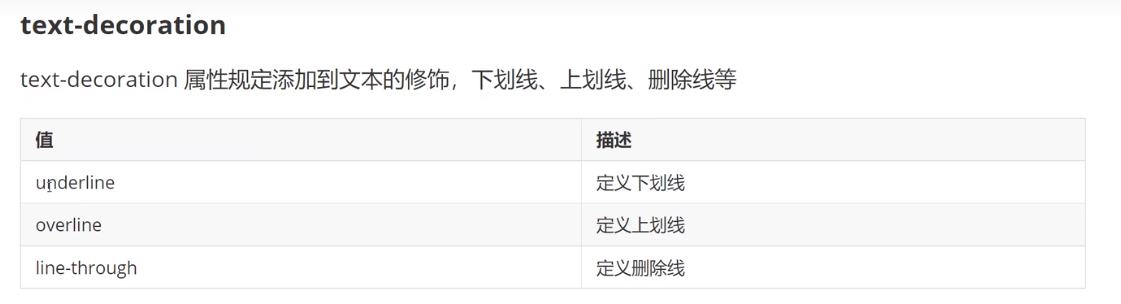 text-decoration
text-decoration 属性规定添加到文本的修饰，下划线、上划线、删除线等
值 描述
underline 定义下划线
overline 定义上划线
line-through 定义删除线